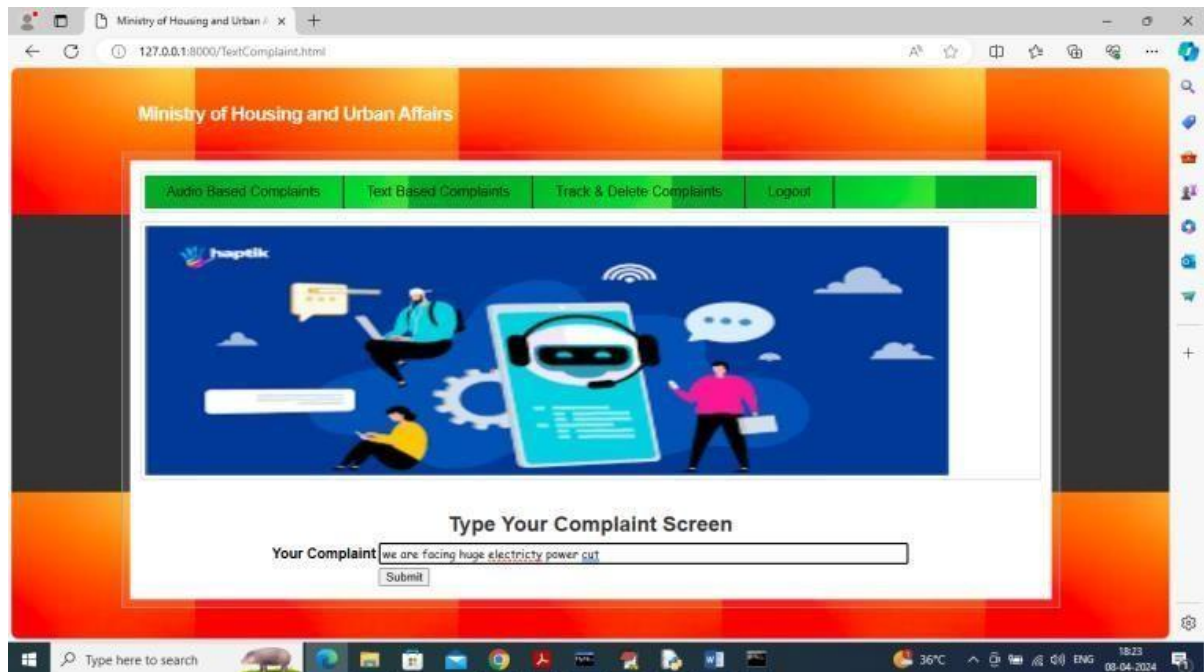 Ministry of Housing and Urban A
127.0.0.1:8000/TextComplaint.html
Ministry of Housing and Urban Affairs
Audio Based Complaints Text Based Complaints Track & Delete Complaints Logout
haptik
Type Your Complaint Screen
Your Complaint we are facing huge electricty power cut
Submit
Type here to search 36°C ENG 18:23
08-04-2024